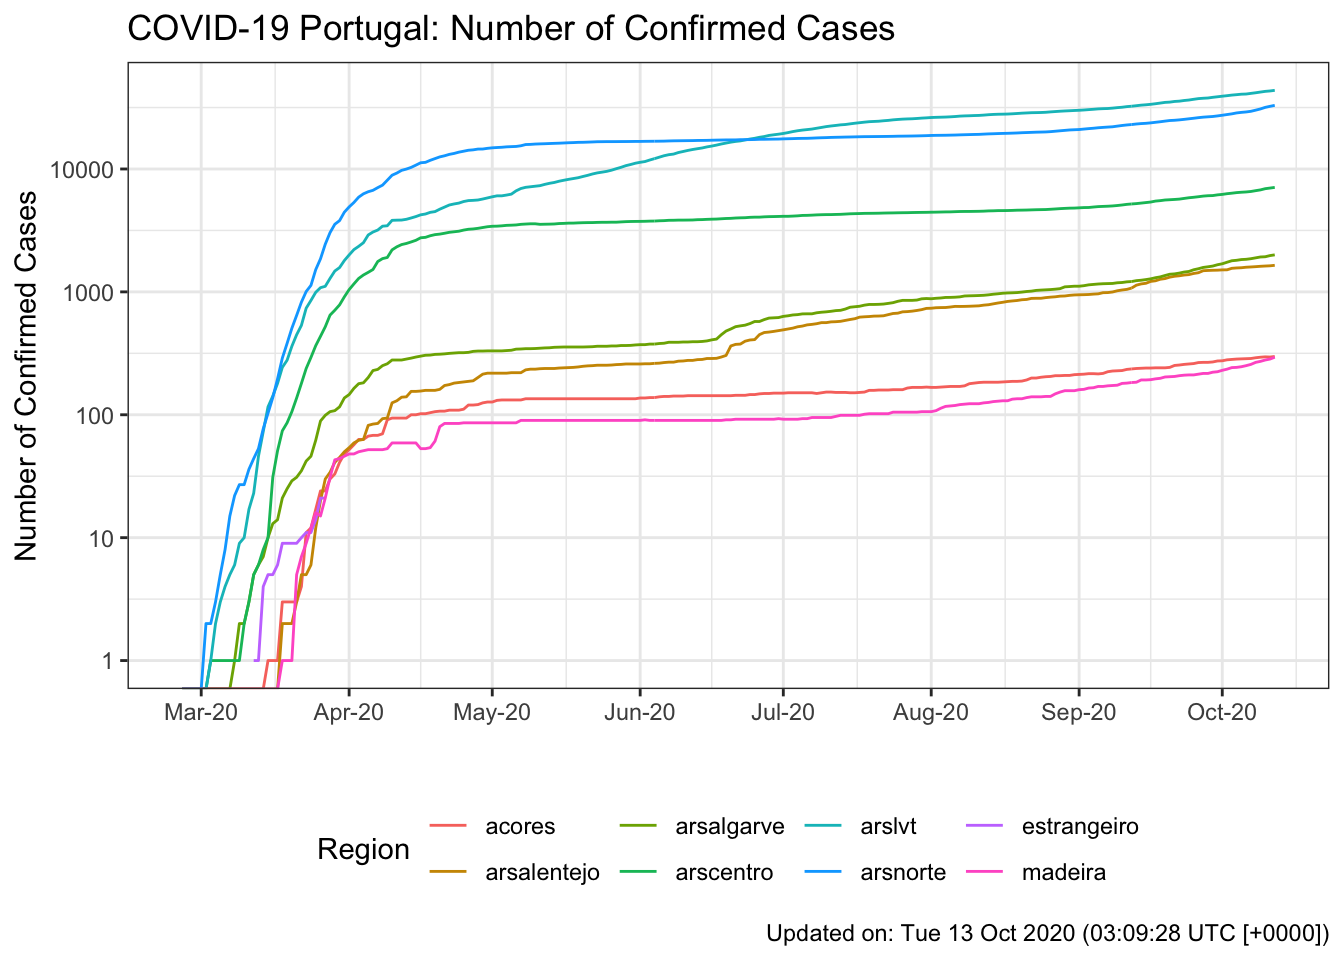 COVID-19 Portugal: Number of Confirmed Cases
Number of Confirmed Cases
10000
1000
100
10
1
Mar-20 Apr-20 May-20 Jun-20 Jul-20 Aug-20 Sep-20 Oct-20
Region
acores arsalgarve arslvt estrangeiro
arsalentejo arscentro arsnorte madeira
Updated on: Tue 13 Oct 2020 (03:09:28 UTC [+0000])